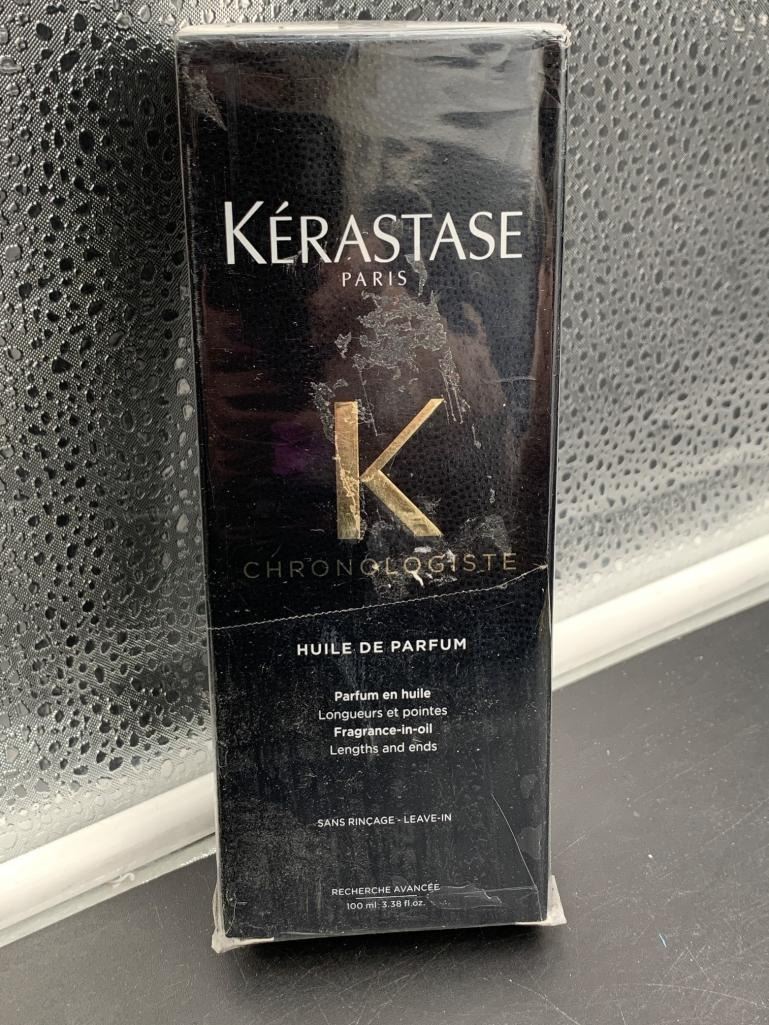 KÉRASTASE
PARIS
K
CHRONOLOGISTE
HUILE DE PARFUM
Parfum en huile
Longueurs et pointes
Fragrance-in-oil
Lengths and ends
SANS RINÇAGE - LEAVE-IN
RECHERCHE AVANCÉE
100 ml 3.38 fl.oz.